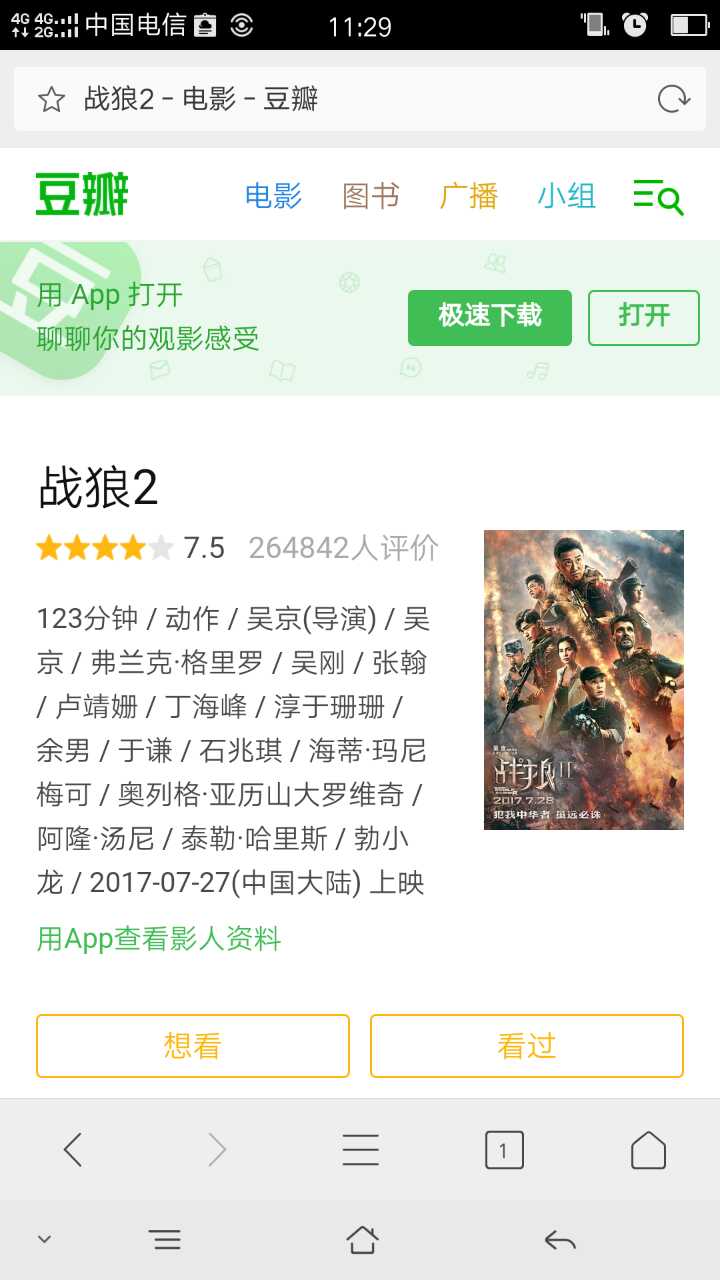 4G 4G 2G 中国电信 11:29
战狼2 - 电影 - 豆瓣
豆瓣 电影 图书 广播 小组
用 App 打开
聊聊你的观影感受
极速下载 打开
战狼2
7.5 264842人评价
123分钟 / 动作 / 吴京(导演) / 吴
京 / 弗兰克·格里罗 / 吴刚 / 张翰
/ 卢靖姗 / 丁海峰 / 淳于珊珊 /
余男 / 于谦 / 石兆琪 / 海蒂·玛尼
梅可 / 奥列格·亚历山大罗维奇 /
阿隆·汤尼 / 泰勒·哈里斯 / 勃小
龙 / 2017-07-27(中国大陆) 上映
战狼II
2017.7.28
犯我中华者 虽远必诛
用App查看影人资料
想看 看过
1